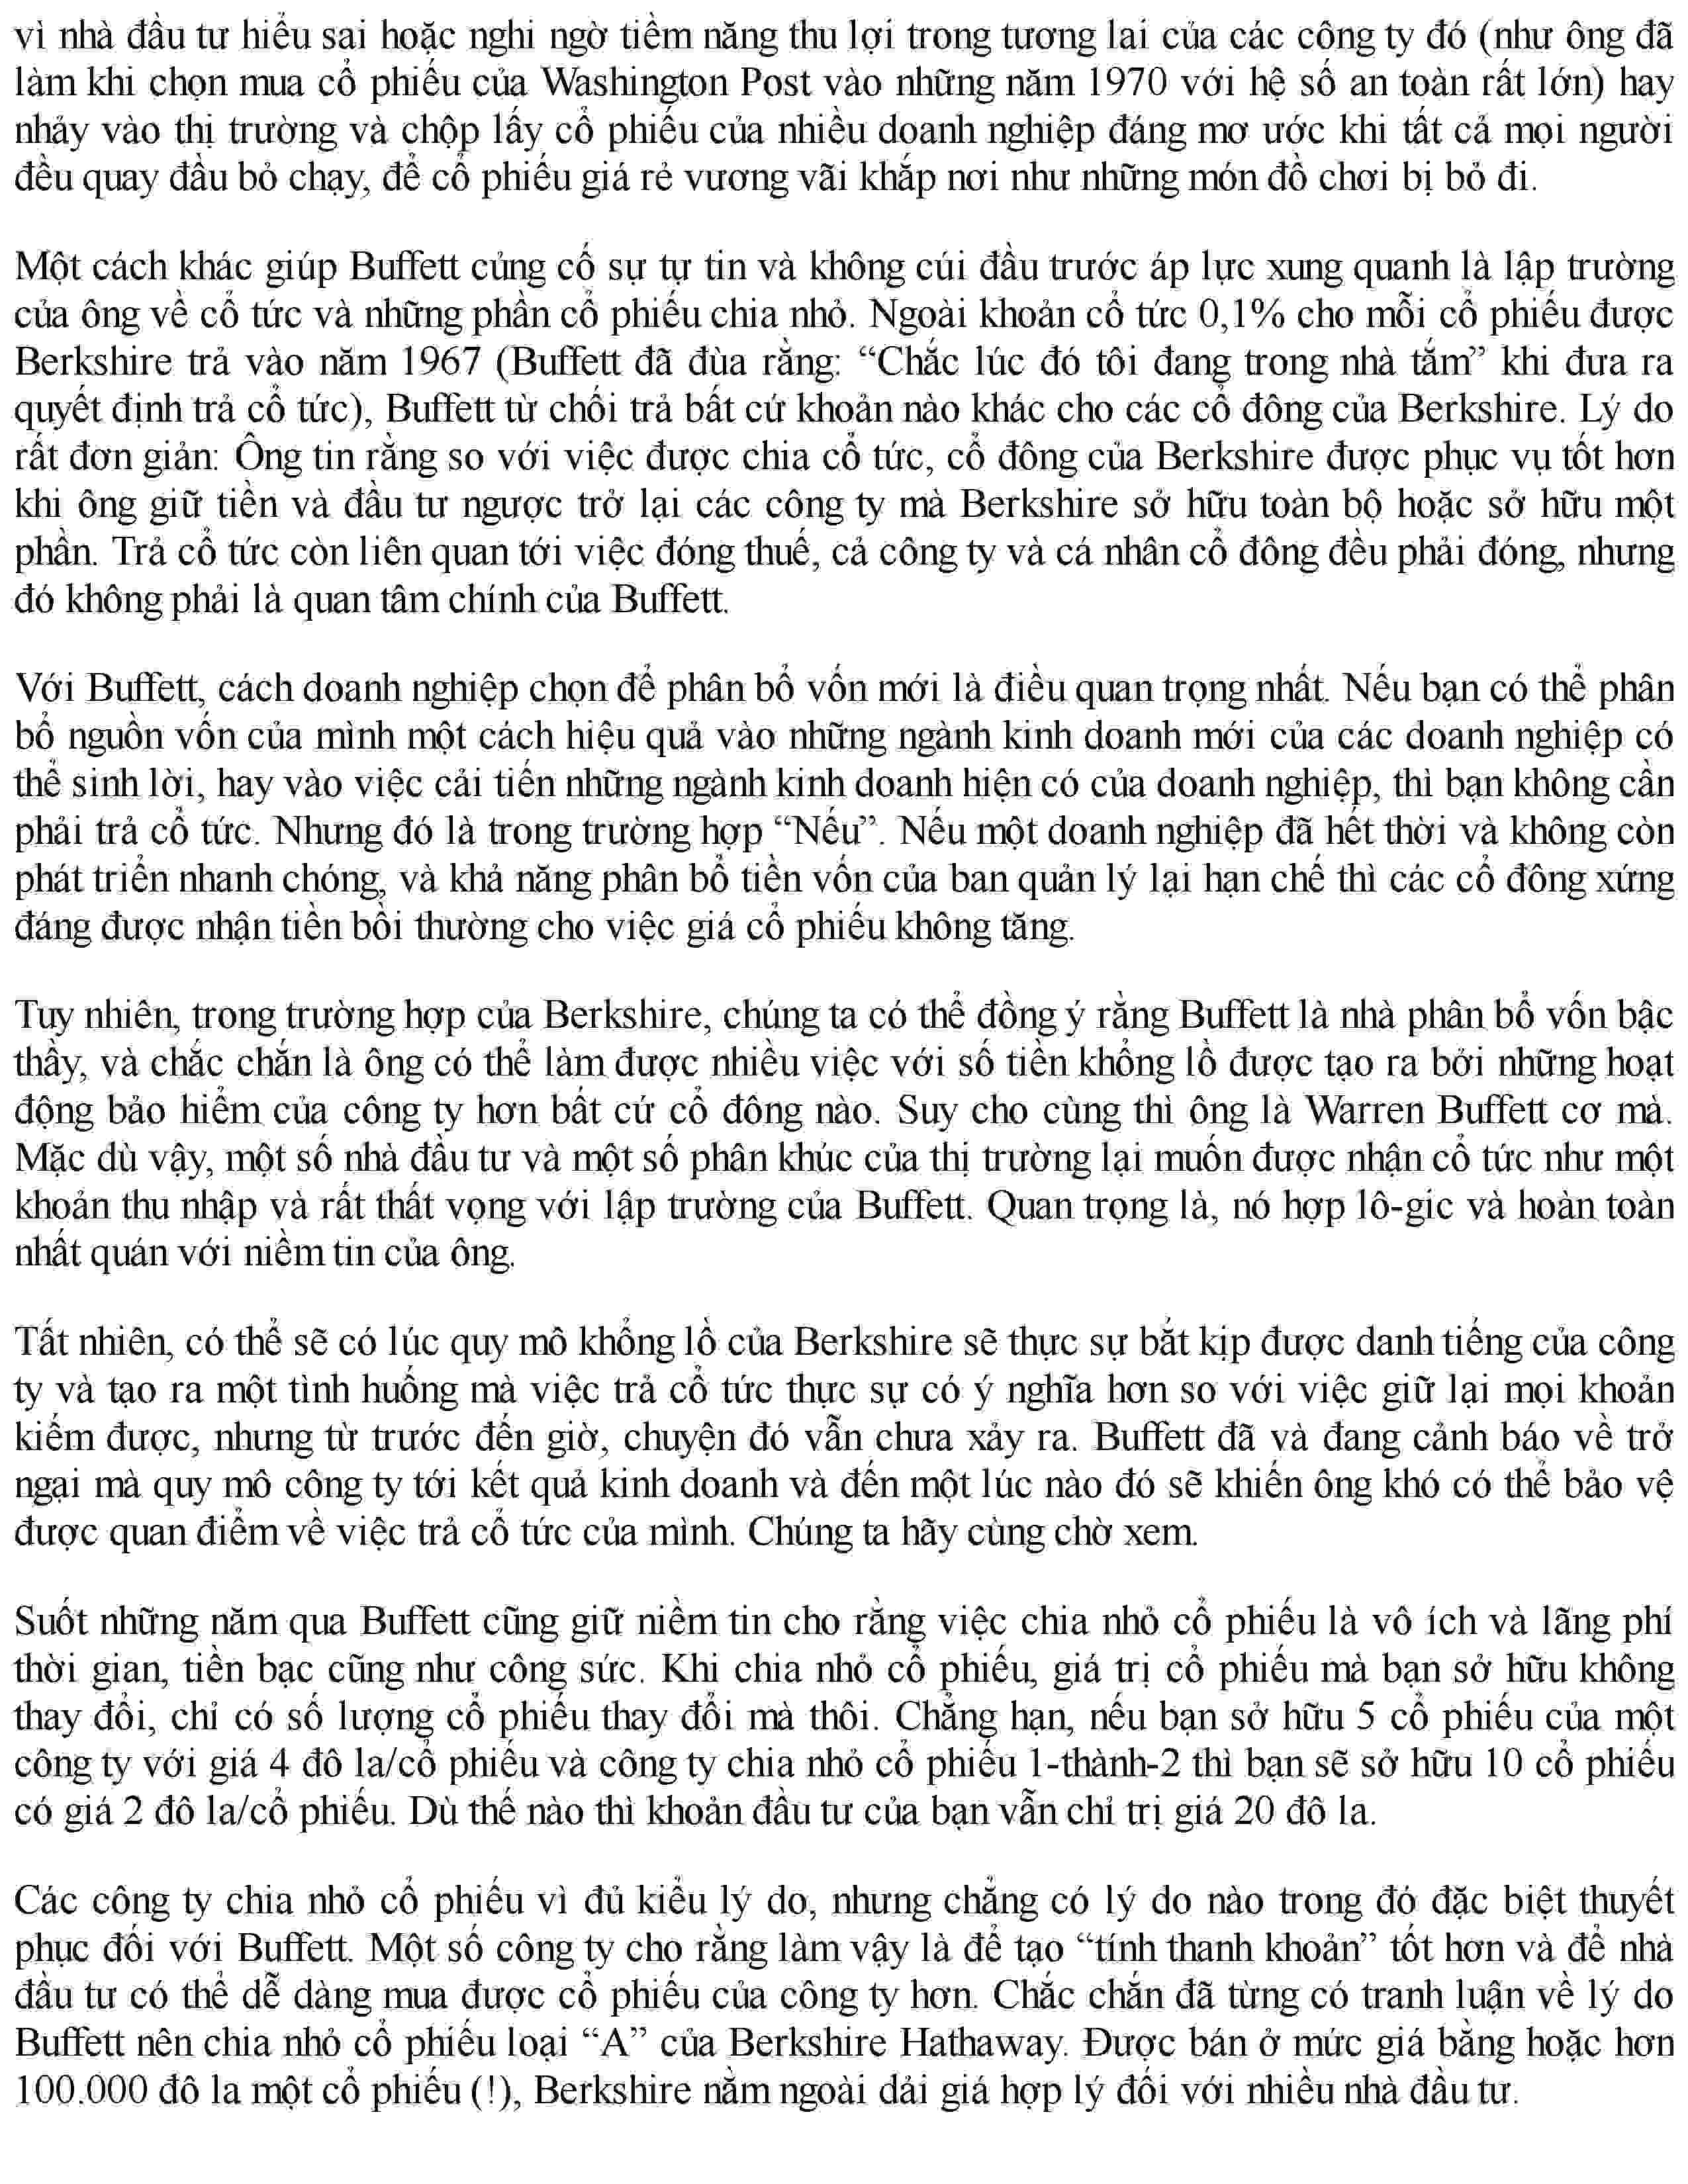 vì nhà đầu tư hiểu sai hoặc nghi ngờ tiềm năng thu lợi trong tương lai của các công ty đó (như ông đã
làm khi chọn mua cổ phiếu của Washington Post vào những năm 1970 với hệ số an toàn rất lớn) hay
nhảy vào thị trường và chộp lấy cổ phiếu của nhiều doanh nghiệp đáng mơ ước khi tất cả mọi người
đều quay đầu bỏ chạy, để cổ phiếu giá rẻ vương vãi khắp nơi như những món đồ chơi bị bỏ đi.
Một cách khác giúp Buffett củng cố sự tự tin và không cúi đầu trước áp lực xung quanh là lập trường
của ông về cổ tức và những phần cổ phiếu chia nhỏ. Ngoài khoản cổ tức 0,1% cho mỗi cổ phiếu được
Berkshire trả vào năm 1967 (Buffett đã đùa rằng: “Chắc lúc đó tôi đang trong nhà tắm” khi đưa ra
quyết định trả cổ tức), Buffett từ chối trả bất cứ khoản nào khác cho các cổ đông của Berkshire. Lý do
rất đơn giản: Ông tin rằng so với việc được chia cổ tức, cổ đông của Berkshire được phục vụ tốt hơn
khi ông giữ tiền và đầu tư ngược trở lại các công ty mà Berkshire sở hữu toàn bộ hoặc sở hữu một
phần. Trả cổ tức còn liên quan tới việc đóng thuế, cả công ty và cá nhân cổ đông đều phải đóng, nhưng
đó không phải là quan tâm chính của Buffett.
Với Buffett, cách doanh nghiệp chọn để phân bổ vốn mới là điều quan trọng nhất. Nếu bạn có thể phân
bổ nguồn vốn của mình một cách hiệu quả vào những ngành kinh doanh mới của các doanh nghiệp có
thể sinh lời, hay vào việc cải tiến những ngành kinh doanh hiện có của doanh nghiệp, thì bạn không cần
phải trả cổ tức. Nhưng đó là trong trường hợp “Nếu”. Nếu một doanh nghiệp đã hết thời và không còn
phát triển nhanh chóng, và khả năng phân bổ tiền vốn của ban quản lý lại hạn chế thì các cổ đông xứng
đáng được nhận tiền bồi thường cho việc giá cổ phiếu không tăng.
Tuy nhiên, trong trường hợp của Berkshire, chúng ta có thể đồng ý rằng Buffett là nhà phân bổ vốn bậc
thầy, và chắc chắn là ông có thể làm được nhiều việc với số tiền khổng lồ được tạo ra bởi những hoạt
động bảo hiểm của công ty hơn bất cứ cổ đông nào. Suy cho cùng thì ông là Warren Buffett cơ mà.
Mặc dù vậy, một số nhà đầu tư và một số phân khúc của thị trường lại muốn được nhận cổ tức như một
khoản thu nhập và rất thất vọng với lập trường của Buffett. Quan trọng là, nó hợp lô-gic và hoàn toàn
nhất quán với niềm tin của ông.
Tất nhiên, có thể sẽ có lúc quy mô khổng lồ của Berkshire sẽ thực sự bắt kịp được danh tiếng của công
ty và tạo ra một tình huống mà việc trả cổ tức thực sự có ý nghĩa hơn so với việc giữ lại mọi khoản
kiếm được, nhưng từ trước đến giờ, chuyện đó vẫn chưa xảy ra. Buffett đã và đang cảnh báo về trở
ngại mà quy mô công ty tới kết quả kinh doanh và đến một lúc nào đó sẽ khiến ông khó có thể bảo vệ
được quan điểm về việc trả cổ tức của mình. Chúng ta hãy cùng chờ xem.
Suốt những năm qua Buffett cũng giữ niềm tin cho rằng việc chia nhỏ cổ phiếu là vô ích và lãng phí
thời gian, tiền bạc cũng như công sức. Khi chia nhỏ cổ phiếu, giá trị cổ phiếu mà bạn sở hữu không
thay đổi, chỉ có số lượng cổ phiếu thay đổi mà thôi. Chẳng hạn, nếu bạn sở hữu 5 cổ phiếu của một
công ty với giá 4 đô la/cổ phiếu và công ty chia nhỏ cổ phiếu 1-thành-2 thì bạn sẽ sở hữu 10 cổ phiếu
có giá 2 đô la/cổ phiếu. Dù thế nào thì khoản đầu tư của bạn vẫn chỉ trị giá 20 đô la.
Các công ty chia nhỏ cổ phiếu vì đủ kiểu lý do, nhưng chẳng có lý do nào trong đó đặc biệt thuyết
phục đối với Buffett. Một số công ty cho rằng làm vậy là để tạo “tính thanh khoản” tốt hơn và để nhà
đầu tư có thể dễ dàng mua được cổ phiếu của công ty hơn. Chắc chắn đã từng có tranh luận về lý do
Buffett nên chia nhỏ cổ phiếu loại “A” của Berkshire Hathaway. Được bán ở mức giá bằng hoặc hơn
100.000 đô la một cổ phiếu (!), Berkshire nằm ngoài dải giá hợp lý đối với nhiều nhà đầu tư.